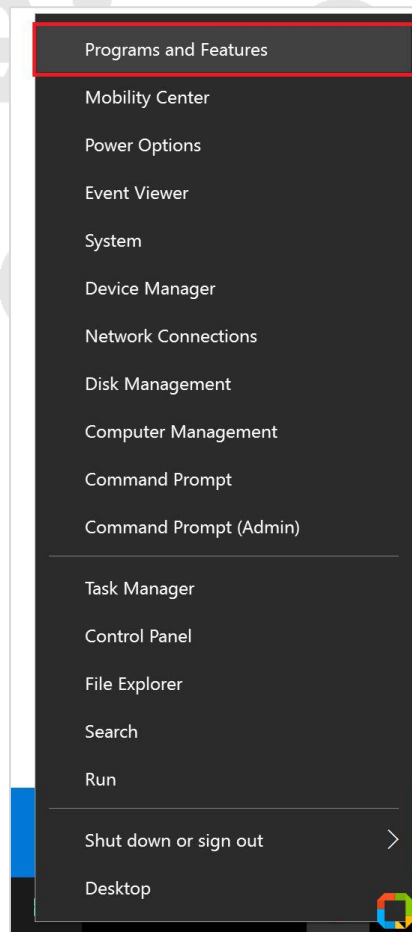 Programs and Features
Mobility Center
Power Options
Event Viewer
System
Device Manager
Network Connections
Disk Management
Computer Management
Command Prompt
Command Prompt (Admin)
Task Manager
Control Panel
File Explorer
Search
Run
Shut down or sign out
Desktop